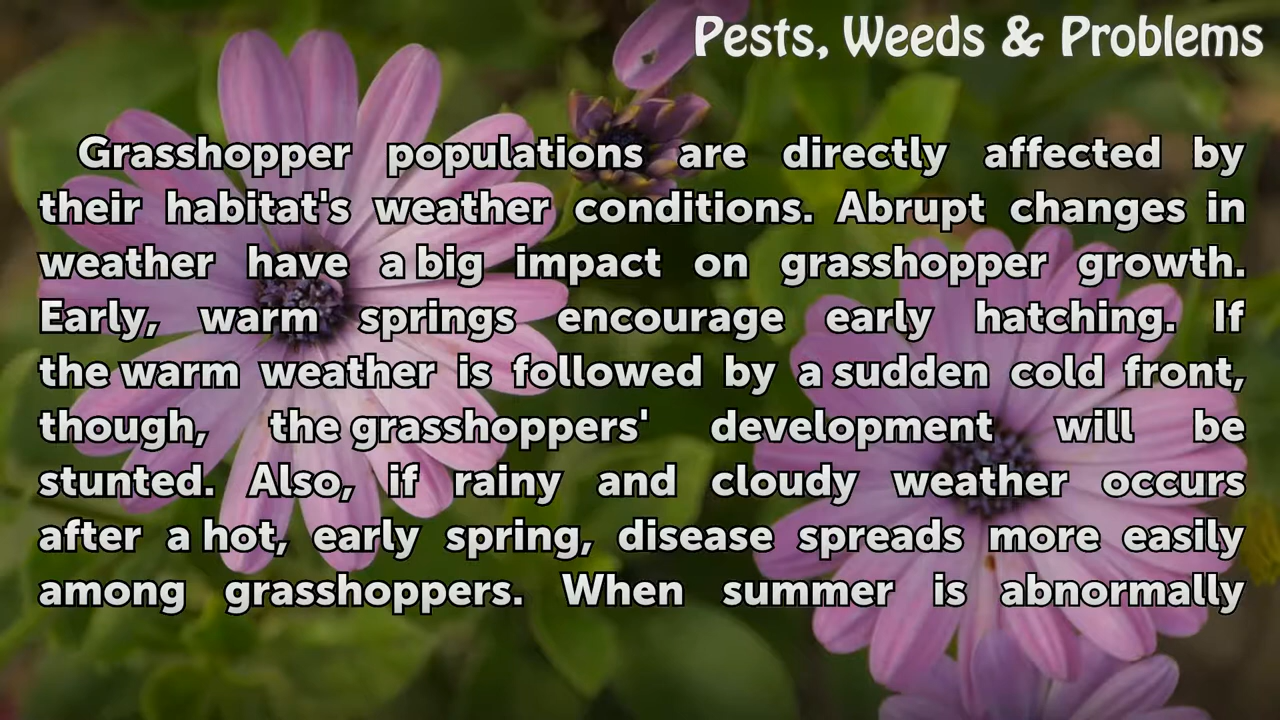 Pests, Weeds & Problems
Grasshopper populations are directly affected by
their habitat's weather conditions. Abrupt changes in
weather have a big impact on grasshopper growth.
Early, warm springs encourage early hatching. If
the warm weather is followed by a sudden cold front,
though, the grasshoppers' development will be
stunted. Also, if rainy and cloudy weather occurs
after a hot, early spring, disease spreads more easily
among grasshoppers. When summer is abnormally